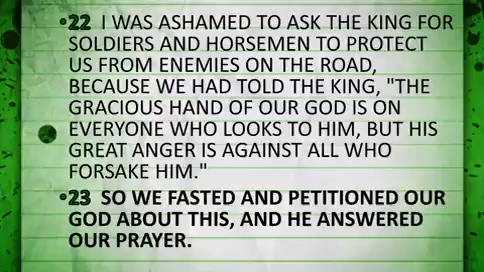 •22 I WAS ASHAMED TO ASK THE KING FOR
SOLDIERS AND HORSEMEN TO PROTECT
US FROM ENEMIES ON THE ROAD,
BECAUSE WE HAD TOLD THE KING, "THE
GRACIOUS HAND OF OUR GOD IS ON
EVERYONE WHO LOOKS TO HIM, BUT HIS
GREAT ANGER IS AGAINST ALL WHO
FORSAKE HIM."
•23 SO WE FASTED AND PETITIONED OUR
GOD ABOUT THIS, AND HE ANSWERED
OUR PRAYER.